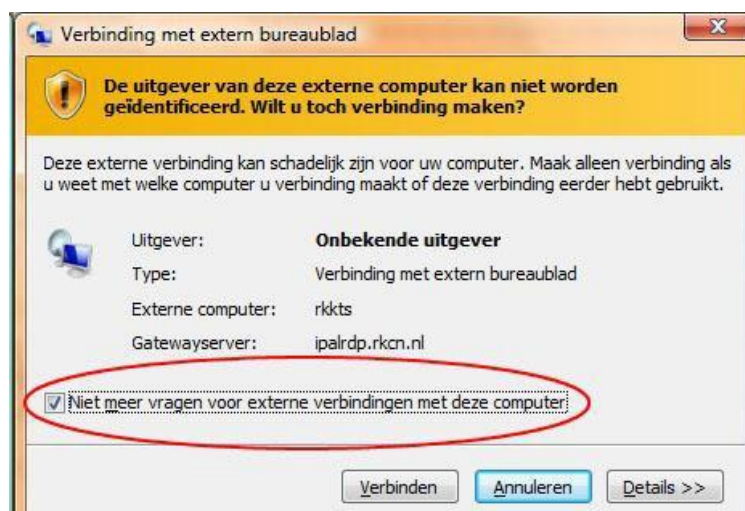 Verbinding met extern bureaublad
De uitgever van deze externe computer kan niet worden
geïdentificeerd. Wilt u toch verbinding maken?
Deze externe verbinding kan schadelijk zijn voor uw computer. Maak alleen verbinding als
u weet met welke computer u verbinding maakt of deze verbinding eerder hebt gebruikt.
Uitgever: Onbekende uitgever
Type: Verbinding met extern bureaublad
Externe computer: rkkts
Gatewayserver: ipalrdp.rkcn.nl
Niet meer vragen voor externe verbindingen met deze computer
Verbinden Annuleren Details >>